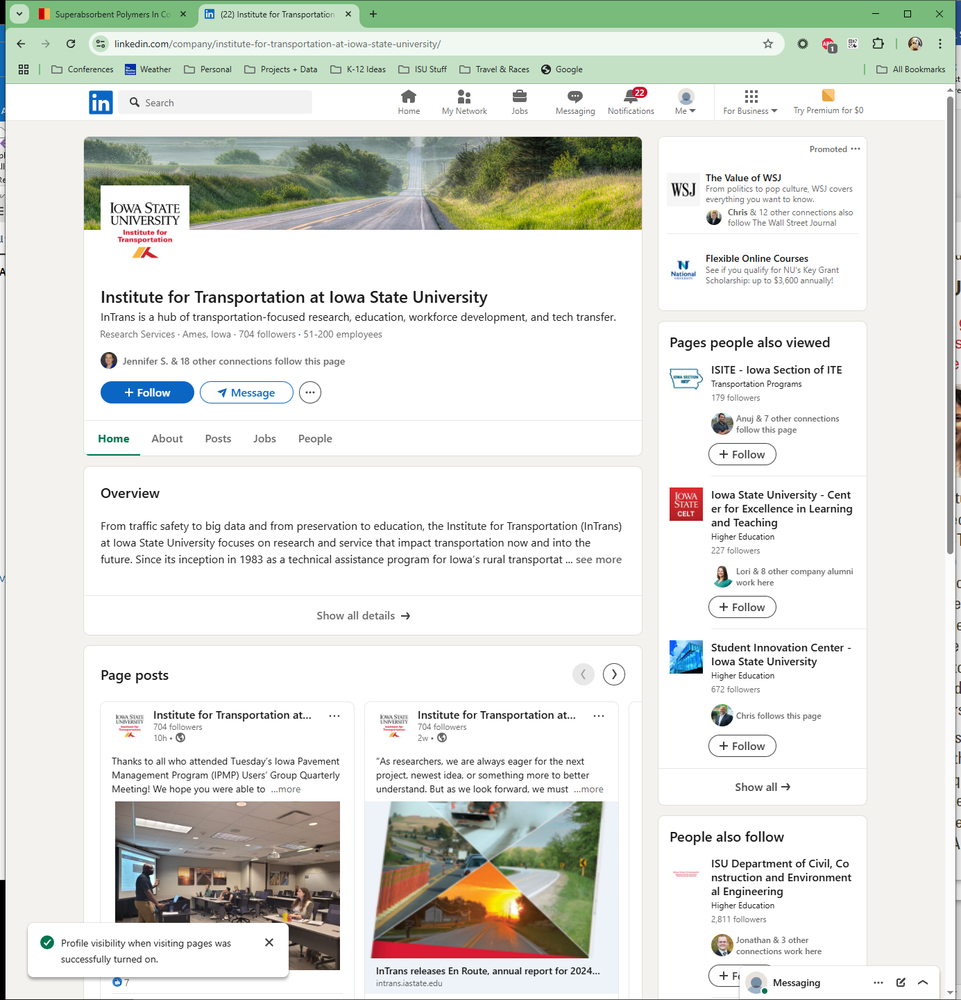 Superabsorbent Polymers In Co
(22) Institute for Transportation
linkedin.com/company/institute-for-transportation-at-iowa-state-university/
ABP
1
Conferences
Weather
Personal
Projects + Data
K-12 Ideas
ISU Stuff
Travel & Races
Google
All Bookmarks
in
Search
Home
My Network
Jobs
Messaging
22
Notifications
Me
For Business
Try Premium for $0
IOWA STATE
UNIVERSITY
Institute for
Transportation
Institute for Transportation at Iowa State University
InTrans is a hub of transportation-focused research, education, workforce development, and tech transfer.
Research Services · Ames, Iowa · 704 followers · 51-200 employees
Jennifer S. & 18 other connections follow this page
+ Follow
Message
Home
About
Posts
Jobs
People
Overview
From traffic safety to big data and from preservation to education, the Institute for Transportation (InTrans)
at Iowa State University focuses on research and service that impact transportation now and into the
future. Since its inception in 1983 as a technical assistance program for Iowa’s rural transportat ... see more
Show all details →
Page posts
IOWA STATE
UNIVERSITY
Institute for
Transportation
Institute for Transportation at...
704 followers
10h •
Thanks to all who attended Tuesday’s Iowa Pavement
Management Program (IPMP) Users’ Group Quarterly
Meeting! We hope you were able to ...more
7
IOWA STATE
UNIVERSITY
Institute for
Transportation
Institute for Transportation at...
704 followers
2w •
“As researchers, we are always eager for the next
project, newest idea, or something more to better
understand. But as we look forward, we must ...more
InTrans releases En Route, annual report for 2024...
intrans.iastate.edu
Profile visibility when visiting pages was
successfully turned on.
Promoted
WSJ
The Value of WSJ
From politics to pop culture, WSJ covers
everything you want to know.
Chris & 12 other connections also
follow The Wall Street Journal
N
National
UNIVERSITY
Flexible Online Courses
See if you qualify for NU's Key Grant
Scholarship: up to $3,600 annually!
Pages people also viewed
IOWA SECTION
ISITE - Iowa Section of ITE
Transportation Programs
179 followers
Anuj & 7 other connections
follow this page
+ Follow
IOWA
STATE
CELT
Iowa State University - Cent
er for Excellence in Learning
and Teaching
Higher Education
227 followers
Lori & 8 other company alumni
work here
+ Follow
Student Innovation Center -
Iowa State University
Higher Education
672 followers
Chris follows this page
+ Follow
Show all →
People also follow
ISU Department of Civil, Co
nstruction and Environment
al Engineering
Higher Education
2,811 followers
Jonathan & 3 other
connections work here
Messaging